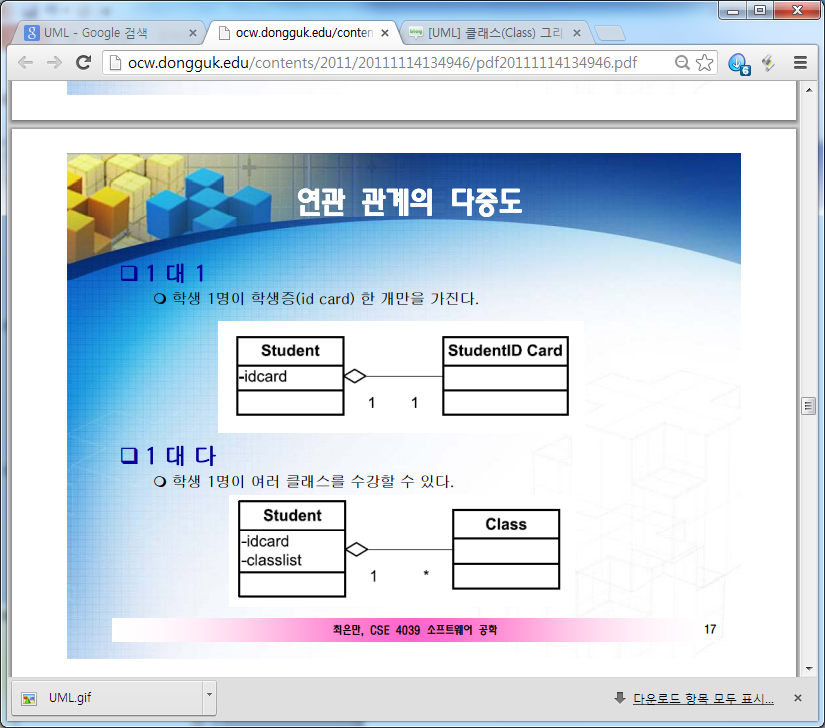 UML - Google 검색
ocw.dongguk.edu/conten
[UML] 클래스(Class) 그리
ocw.dongguk.edu/contents/2011/20111114134946/pdf20111114134946.pdf
6
연관 관계의 다중도
1 대 1
학생 1명이 학생증(id card) 한 개만을 가진다.
Student
StudentID Card
-idcard
1 1
1 대 다
학생 1명이 여러 클래스를 수강할 수 있다.
Student
Class
-idcard
-classlist
1 *
최은만, CSE 4039 소프트웨어 공학
17
UML.gif
다운로드 항목 모두 표시...